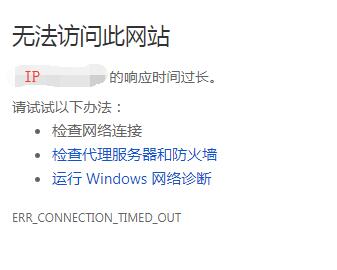 无法访问此网站
IP 的响应时间过长。
请试试以下办法：
检查网络连接
检查代理服务器和防火墙
运行 Windows 网络诊断
ERR_CONNECTION_TIMED_OUT